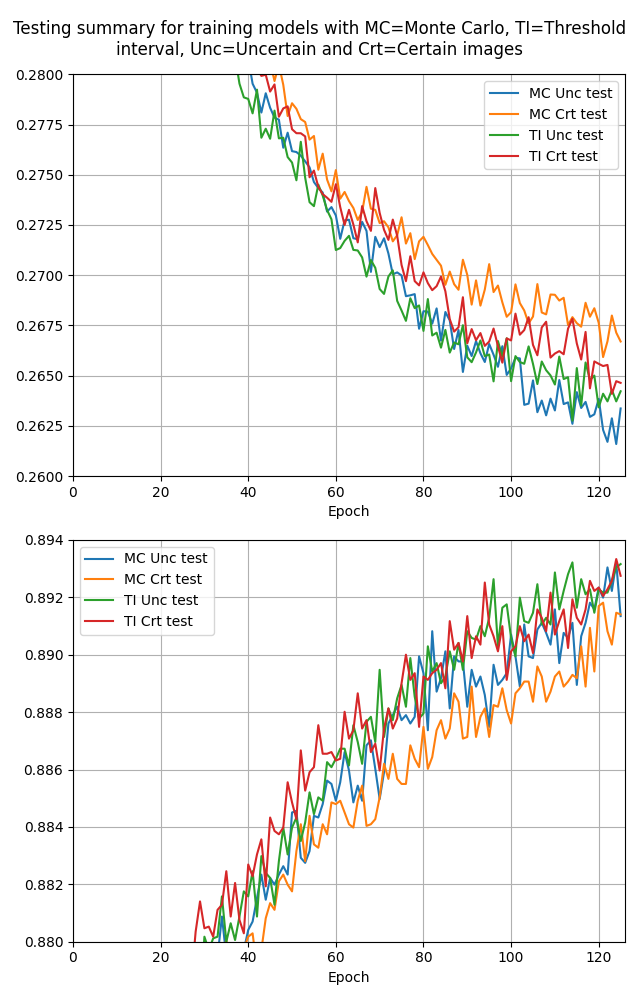 Testing summary for training models with MC=Monte Carlo, TI=Threshold
interval, Unc=Uncertain and Crt=Certain images
0.2800
0.2775
0.2750
0.2725
0.2700
0.2675
0.2650
0.2625
0.2600
MC Unc test
MC Crt test
TI Unc test
TI Crt test
0 20 40 60 80 100 120
Epoch
0.894
0.892
0.890
0.888
0.886
0.884
0.882
0.880
MC Unc test
MC Crt test
TI Unc test
TI Crt test
0 20 40 60 80 100 120
Epoch